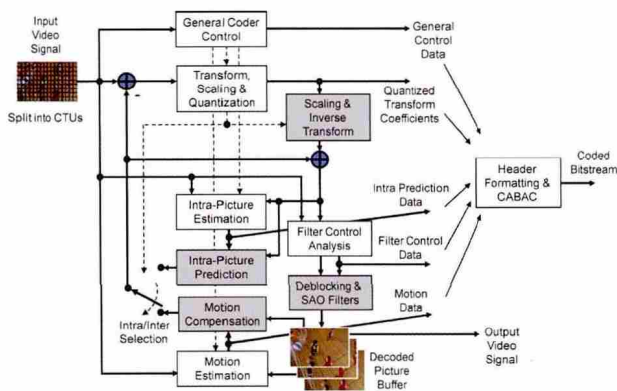 Input
Video
Signal
Split into CTUs
General Coder
Control
Transform,
Scaling &
Quantization
Scaling &
Inverse
Transform
Intra-Picture
Estimation
Intra-Picture
Prediction
Motion
Compensation
Motion
Estimation
Intra/Inter
Selection
Filter Control
Analysis
Deblocking &
SAO Filters
Decoded
Picture
Buffer
General
Control
Data
Quantized
Transform
Coefficients
Intra Prediction
Data
Filter Control
Data
Motion
Data
Header
Formatting &
CABAC
Coded
Bitstream
Output
Video
Signal